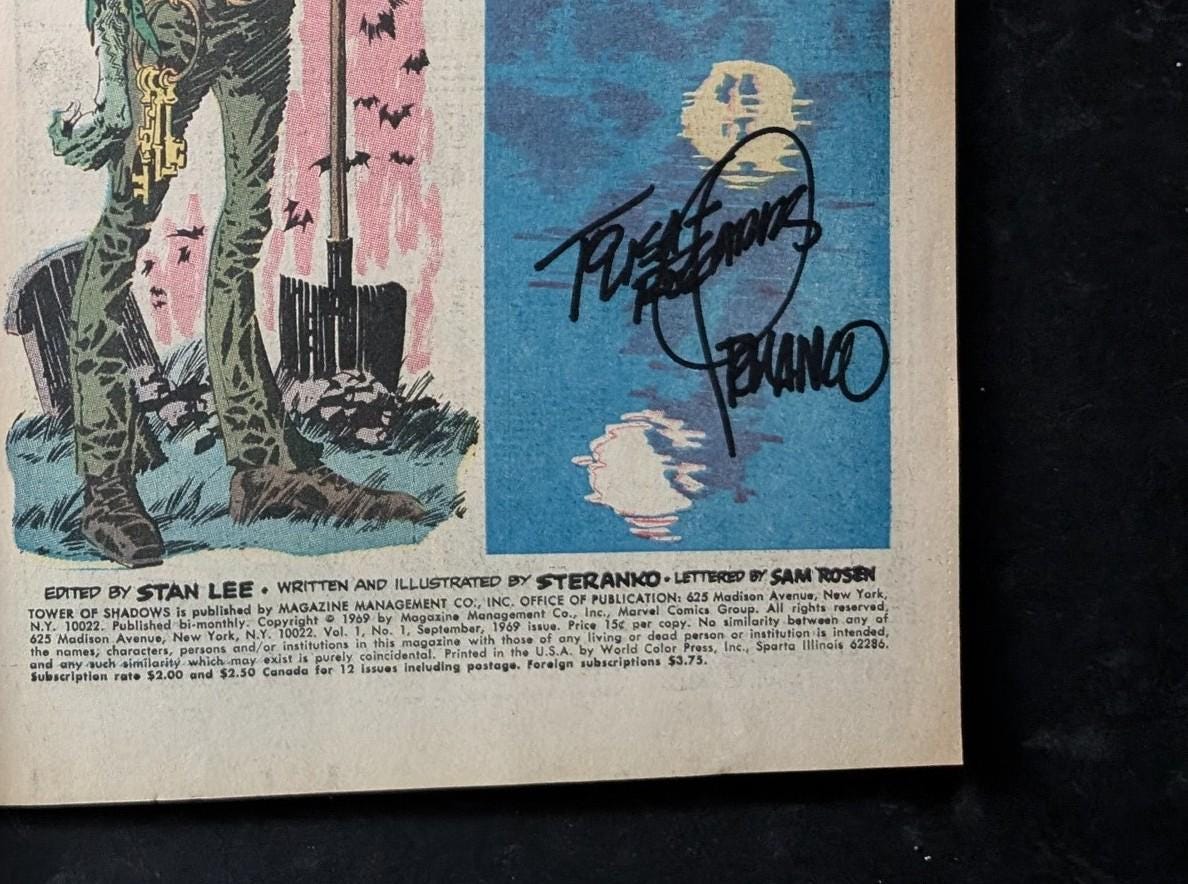 STERANKO
EDITED BY STAN LEE • WRITTEN AND ILLUSTRATED BY STERANKO • LETTERED BY SAM ROSEN
TOWER OF SHADOWS is published by MAGAZINE MANAGEMENT CO., INC. OFFICE OF PUBLICATION: 625 Madison Avenue, New York,
N.Y. 10022. Published bi-monthly. Copyright © 1969 by Magazine Management Co., Inc., Marvel Comics Group. All rights reserved,
625 Madison Avenue, New York, N.Y. 10022. Vol. 1, No. 1, September, 1969 issue. Price 15¢ per copy. No similarity between any of
the names, characters, persons and/or institutions in this magazine with those of any living or dead person or institution is intended,
and any such similarity which may exist is purely coincidental. Printed in the U.S.A. by World Color Press, Inc., Sparta Illinois 62286.
Subscription rate $2.00 and $2.50 Canada for 12 issues including postage. Foreign subscriptions $3.75.